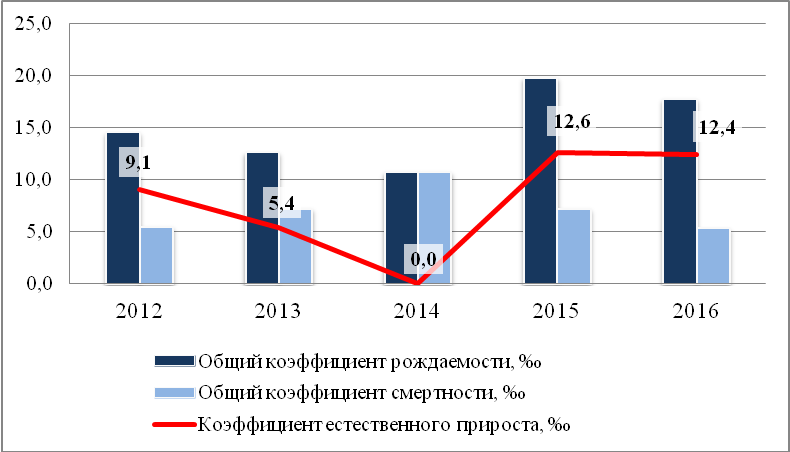 25,0
20,0
15,0
10,0
5,0
0,0
9,1
5,4
0,0
12,6
12,4
2012 2013 2014 2015 2016
Общий коэффициент рождаемости, ‰
Общий коэффициент смертности, ‰
Коэффициент естественного прироста, ‰